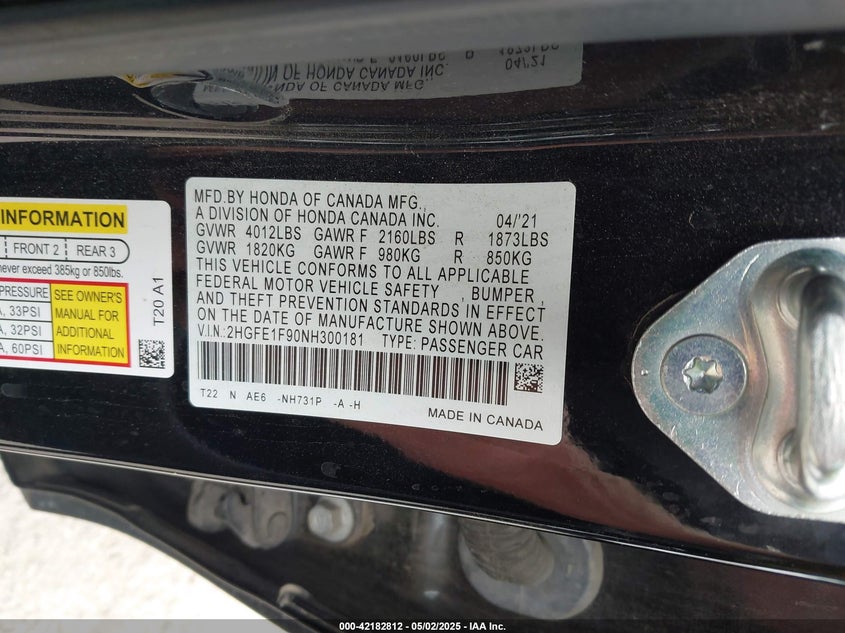 MFD.BY HONDA OF CANADA MFG.,
A DIVISION OF HONDA CANADA INC. 04/'21
GVWR 4012LBS GAWR F 2160LBS R 1873LBS
GVWR 1820KG GAWR F 980KG R 850KG
THIS VEHICLE CONFORMS TO ALL APPLICABLE
FEDERAL MOTOR VEHICLE SAFETY , BUMPER ,
AND THEFT PREVENTION STANDARDS IN EFFECT
ON THE DATE OF MANUFACTURE SHOWN ABOVE.
V.I.N: 2HGFE1F90NH300181 TYPE: PASSENGER CAR
T22 N AE6 -NH731P -A -H
MADE IN CANADA
INFORMATION
FRONT 2 REAR 3
never exceed 385kg or 850lbs.
PRESSURE
, 33PSI
, 32PSI
, 60PSI
SEE OWNER'S
MANUAL FOR
ADDITIONAL
INFORMATION
T20 A1
000-42182812 - 05/02/2025 - IAA Inc.